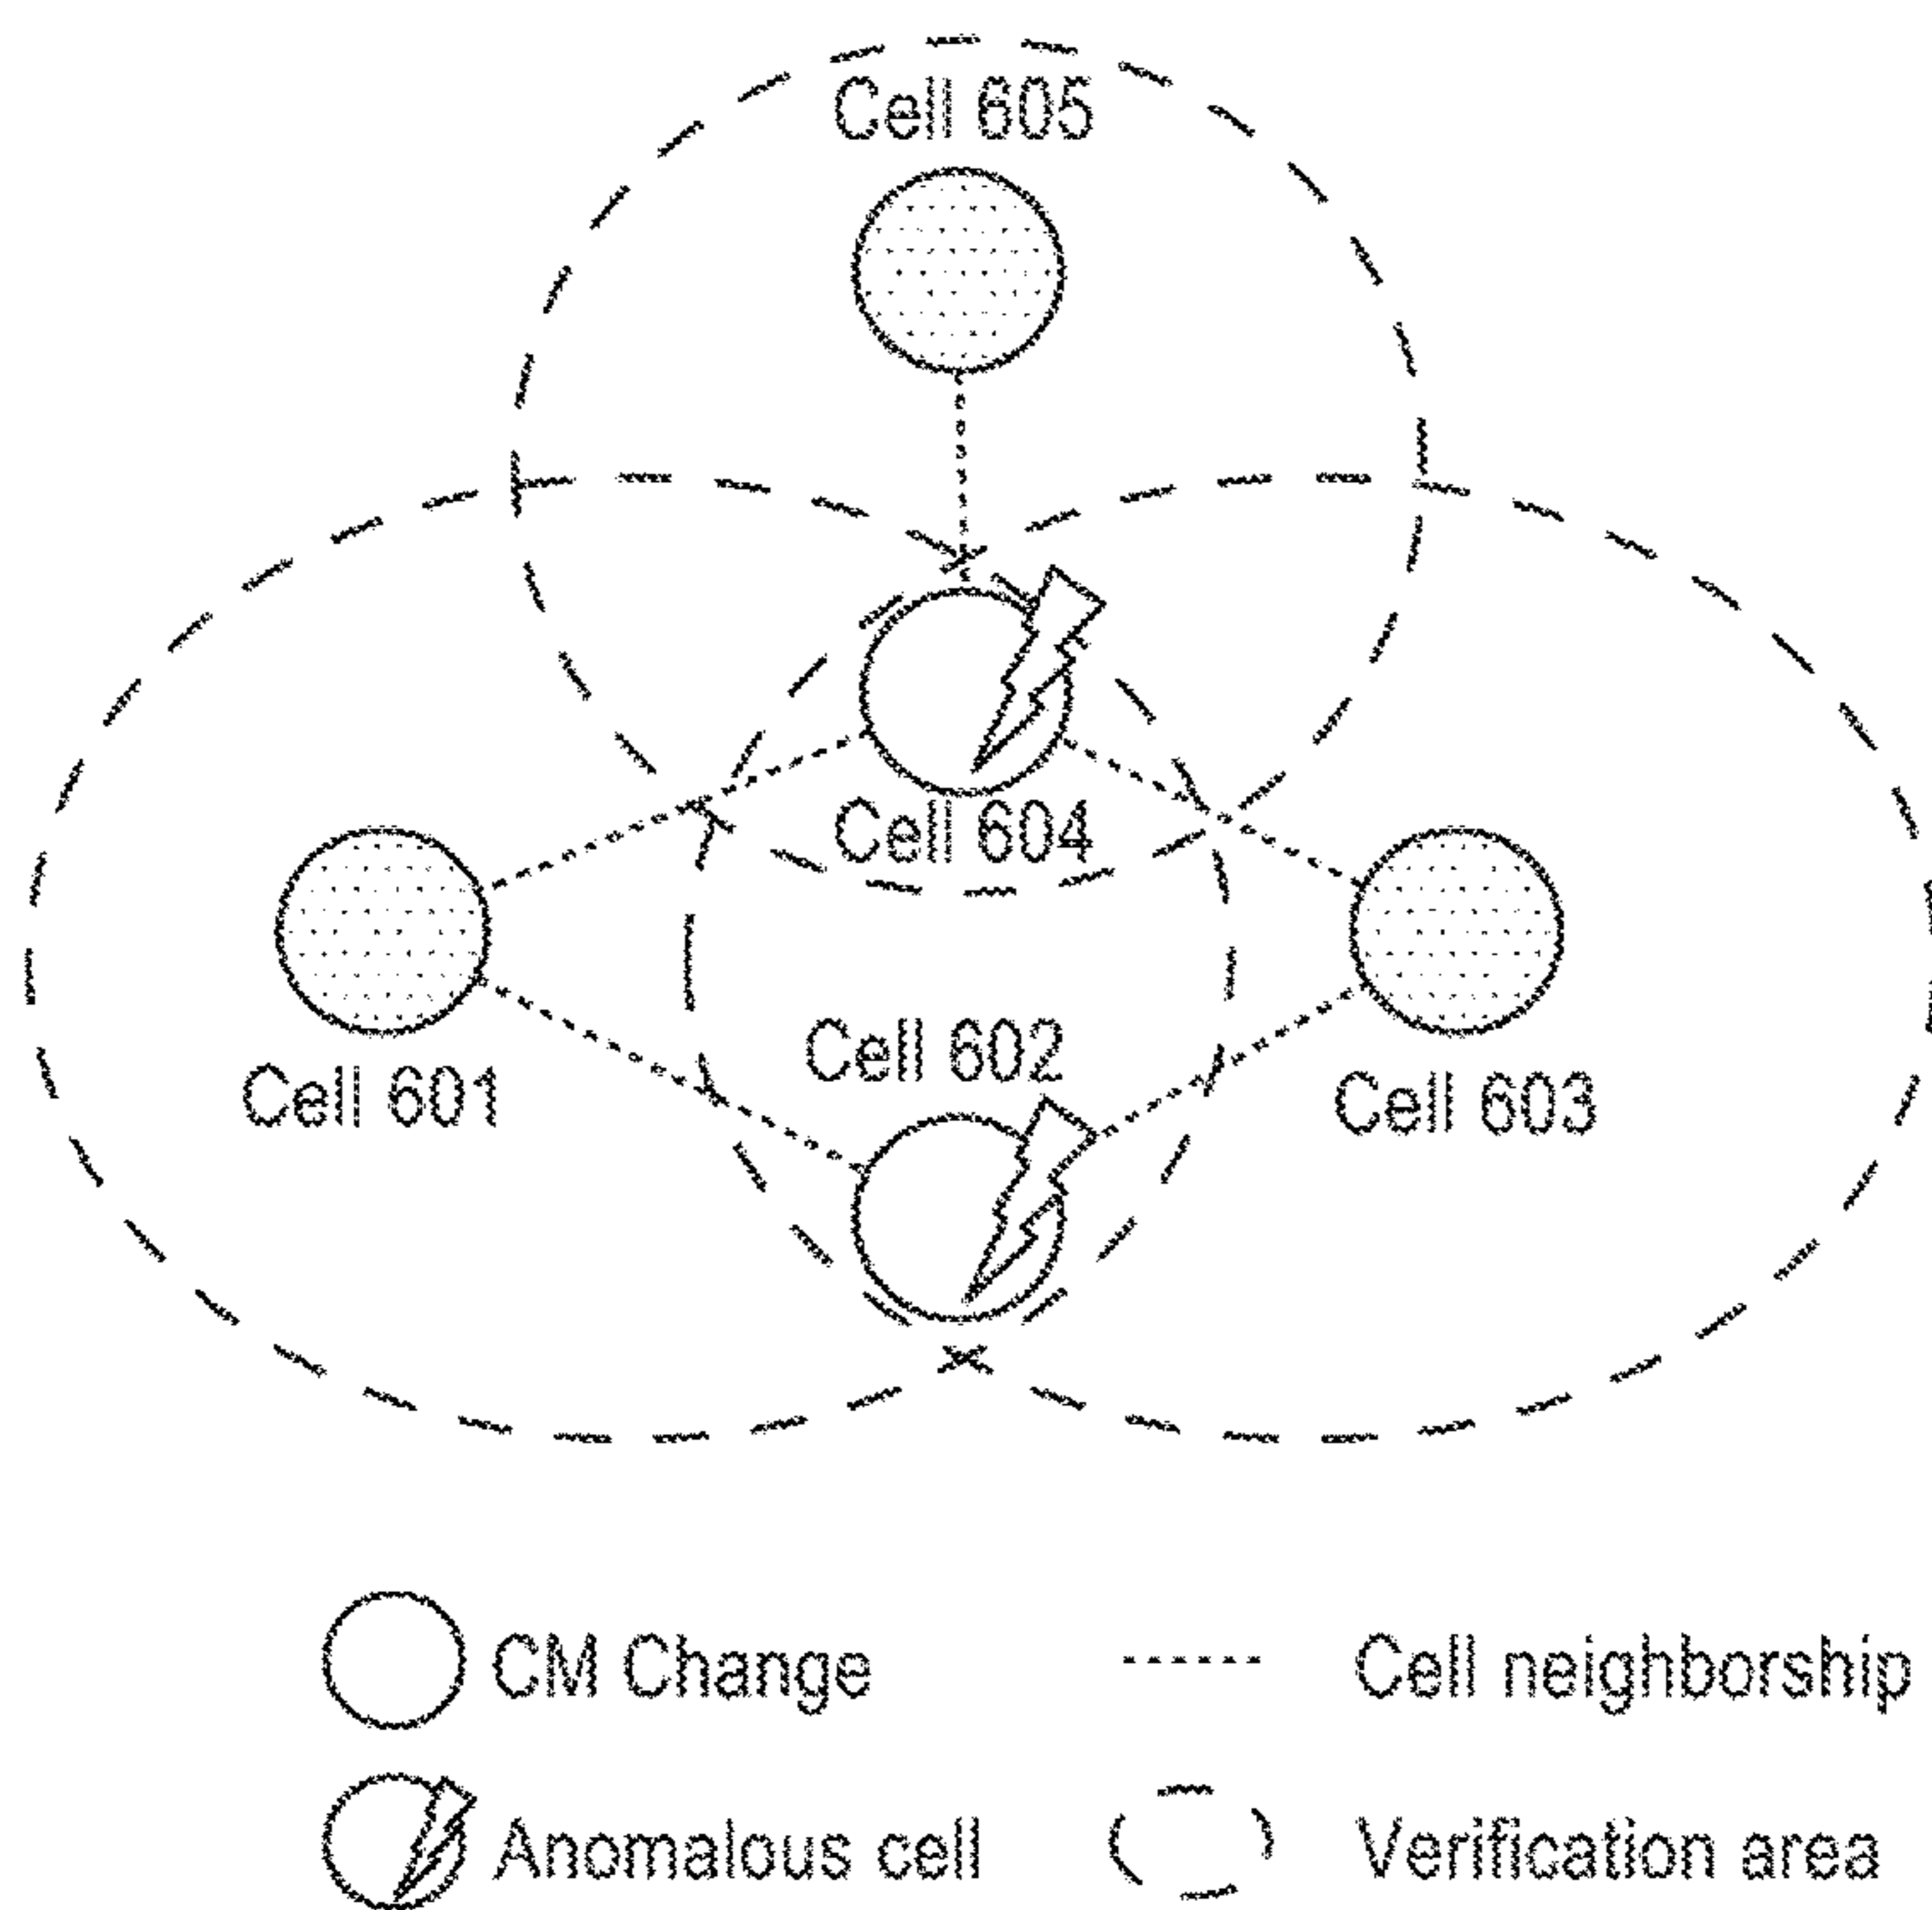 Cell 605
Cell 604
Cell 602
Cell 601
Cell 603
CM Change
Cell neighborship
Anomalous cell
Verification area